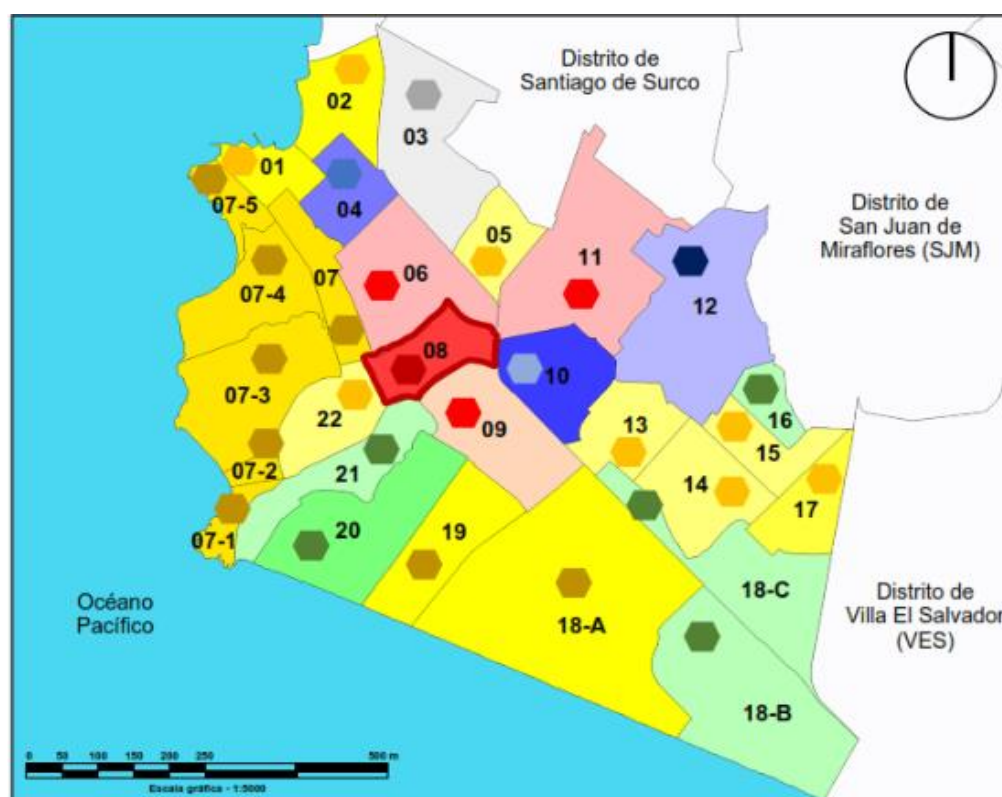 Distrito de
Santiago de Surco
02
03
01
07-5
04
Distrito de
San Juan de
Miraflores (SJM)
05
11
06
07
07-4
12
08
10
07-3
22
09
13
16
15
07-2
21
14
17
07-1
20
19
18-C
Océano
Pacífico
18-A
Distrito de
Villa El Salvador
(VES)
18-B
0 50 100 150 200 250 500 m
Escala gráfica - 1:5000